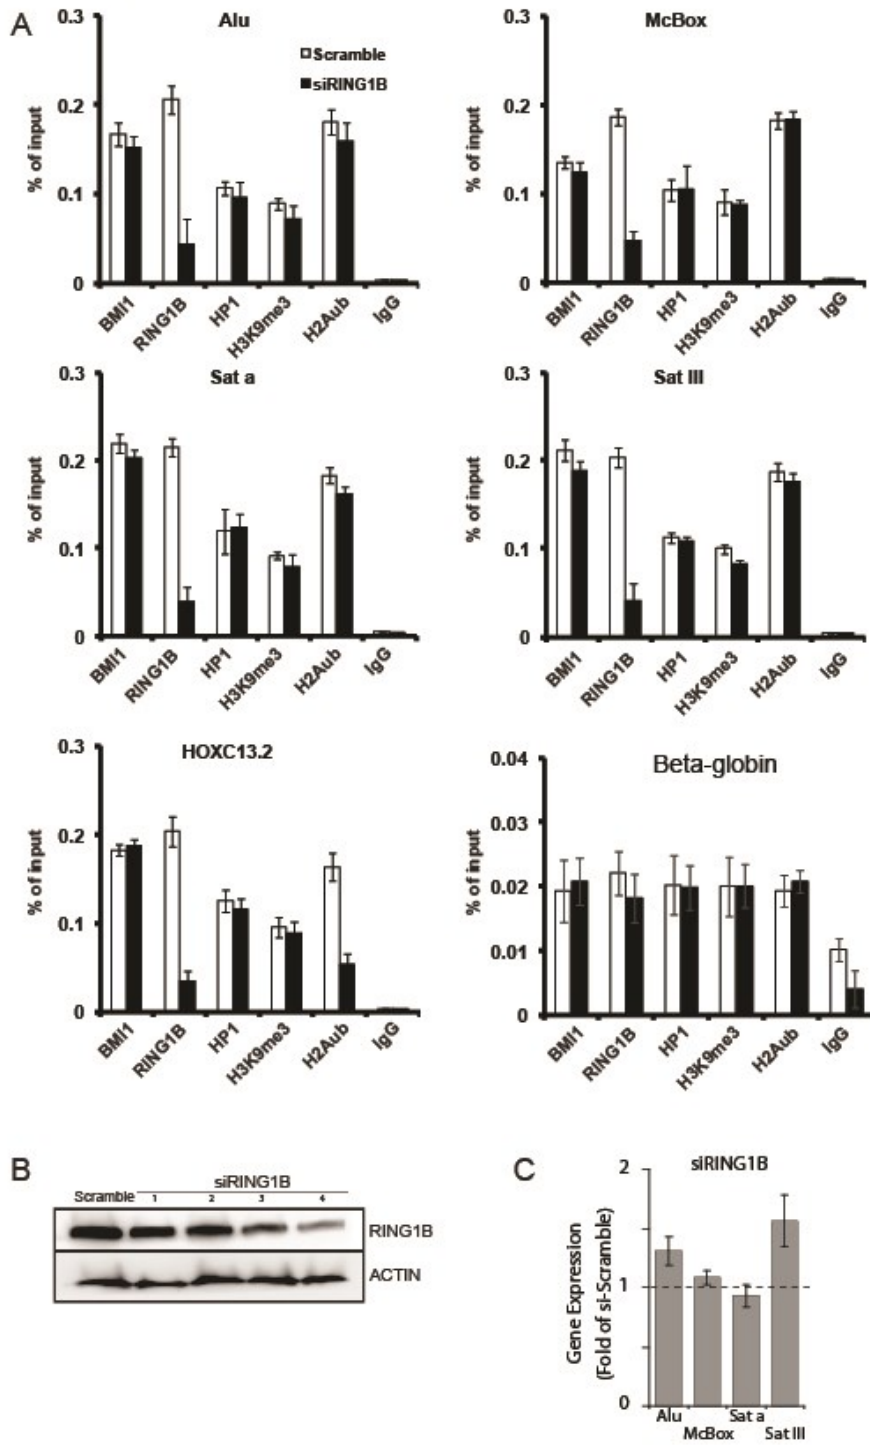 A
Alu
Scramble
siRING1B
% of input
0.3
0.2
0.1
0
BMI1
RING1B
HP1
H3K9me3
H2Aub
IgG
McBox
% of input
0.3
0.2
0.1
0
BMI1
RING1B
HP1
H3K9me3
H2Aub
IgG
Sat a
% of input
0.3
0.2
0.1
0
BMI1
RING1B
HP1
H3K9me3
H2Aub
IgG
Sat III
% of input
0.3
0.2
0.1
0
BMI1
RING1B
HP1
H3K9me3
H2Aub
IgG
HOXC13.2
% of input
0.3
0.2
0.1
0
BMI1
RING1B
HP1
H3K9me3
H2Aub
IgG
Beta-globin
% of input
0.04
0.03
0.02
0.01
0
BMI1
RING1B
HP1
H3K9me3
H2Aub
IgG
B
siRING1B
Scramble 1 2 3 4
RING1B
ACTIN
C
siRING1B
Gene Expression
(Fold of si-Scramble)
2
1
0
Alu
McBox
Sat a
Sat III